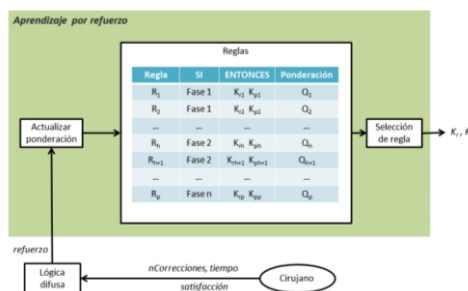 Aprendizaje por refuerzo
Reglas
Regla SI ENTONCES Ponderación
R1 Fase 1 Kr1 Kp1 Q1
R2 Fase 1 Kr2 Kp2 Q2
... ... ... ...
Rh Fase 2 Krh Kph Qh
Rh+1 Fase 2 Krh+1 Kph+1 Qh+1
... ... ... ...
Rp Fase n Krp Kpp Qp
Actualizar
ponderación
Selección
de regla
Kr , K
refuerzo
Lógica
difusa
nCorrecciones, tiempo
satisfacción
Cirujano